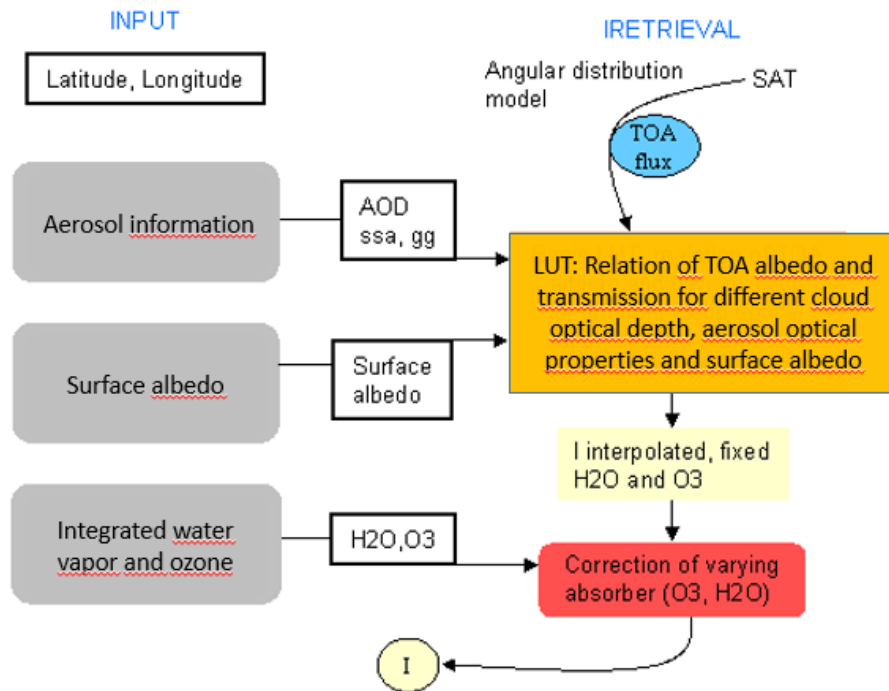 INPUT
Latitude, Longitude
Aerosol information
AOD
ssa, gg
Surface albedo
Surface
albedo
Integrated water
vapor and ozone
H2O,O3
IRETRIEVAL
Angular distribution
model
SAT
TOA
flux
LUT: Relation of TOA albedo and
transmission for different cloud
optical depth, aerosol optical
properties and surface albedo
I interpolated, fixed
H2O and O3
Correction of varying
absorber (O3, H2O)
I